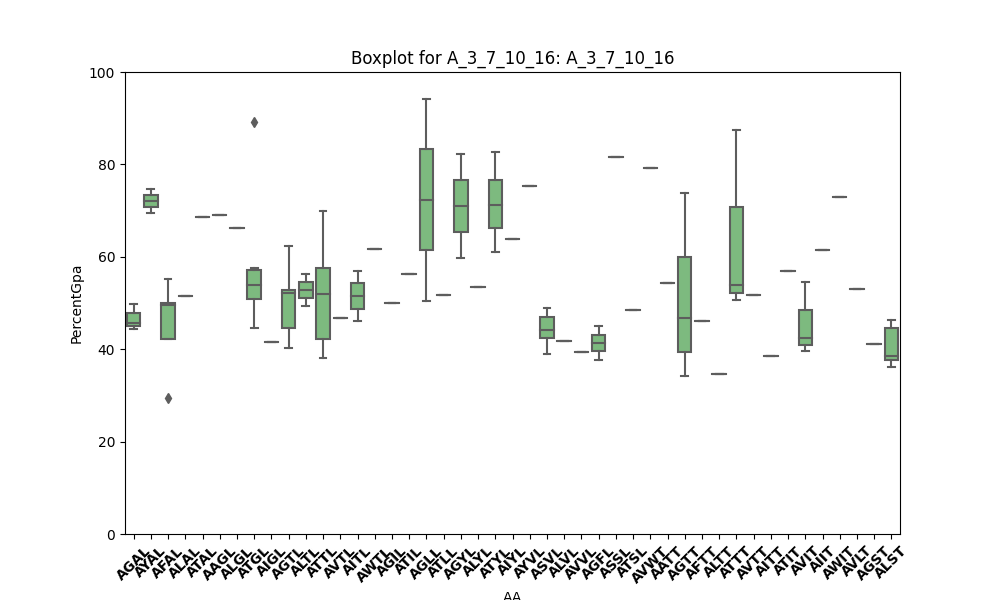 Boxplot for A_3_7_10_16: A_3_7_10_16
PercentGpa
100
80
60
40
20
0
AGAL
AYAL
AFAL
ALAL
ATAL
AAGL
ALGL
ATGL
AIGL
AGTL
ALTL
ATTL
AVTL
AITL
AWTL
AGIL
ATIL
AGLL
ATLL
AGYL
ALYL
ATYL
AIYL
AYVL
ASVL
ALVL
AVVL
AGFL
ASSL
ATSL
AVWT
AATT
AGTT
AFTT
ALTT
ATTT
AVTT
AITT
ATIT
AVIT
AIIT
AWIT
AVLT
AGST
ALST
AA